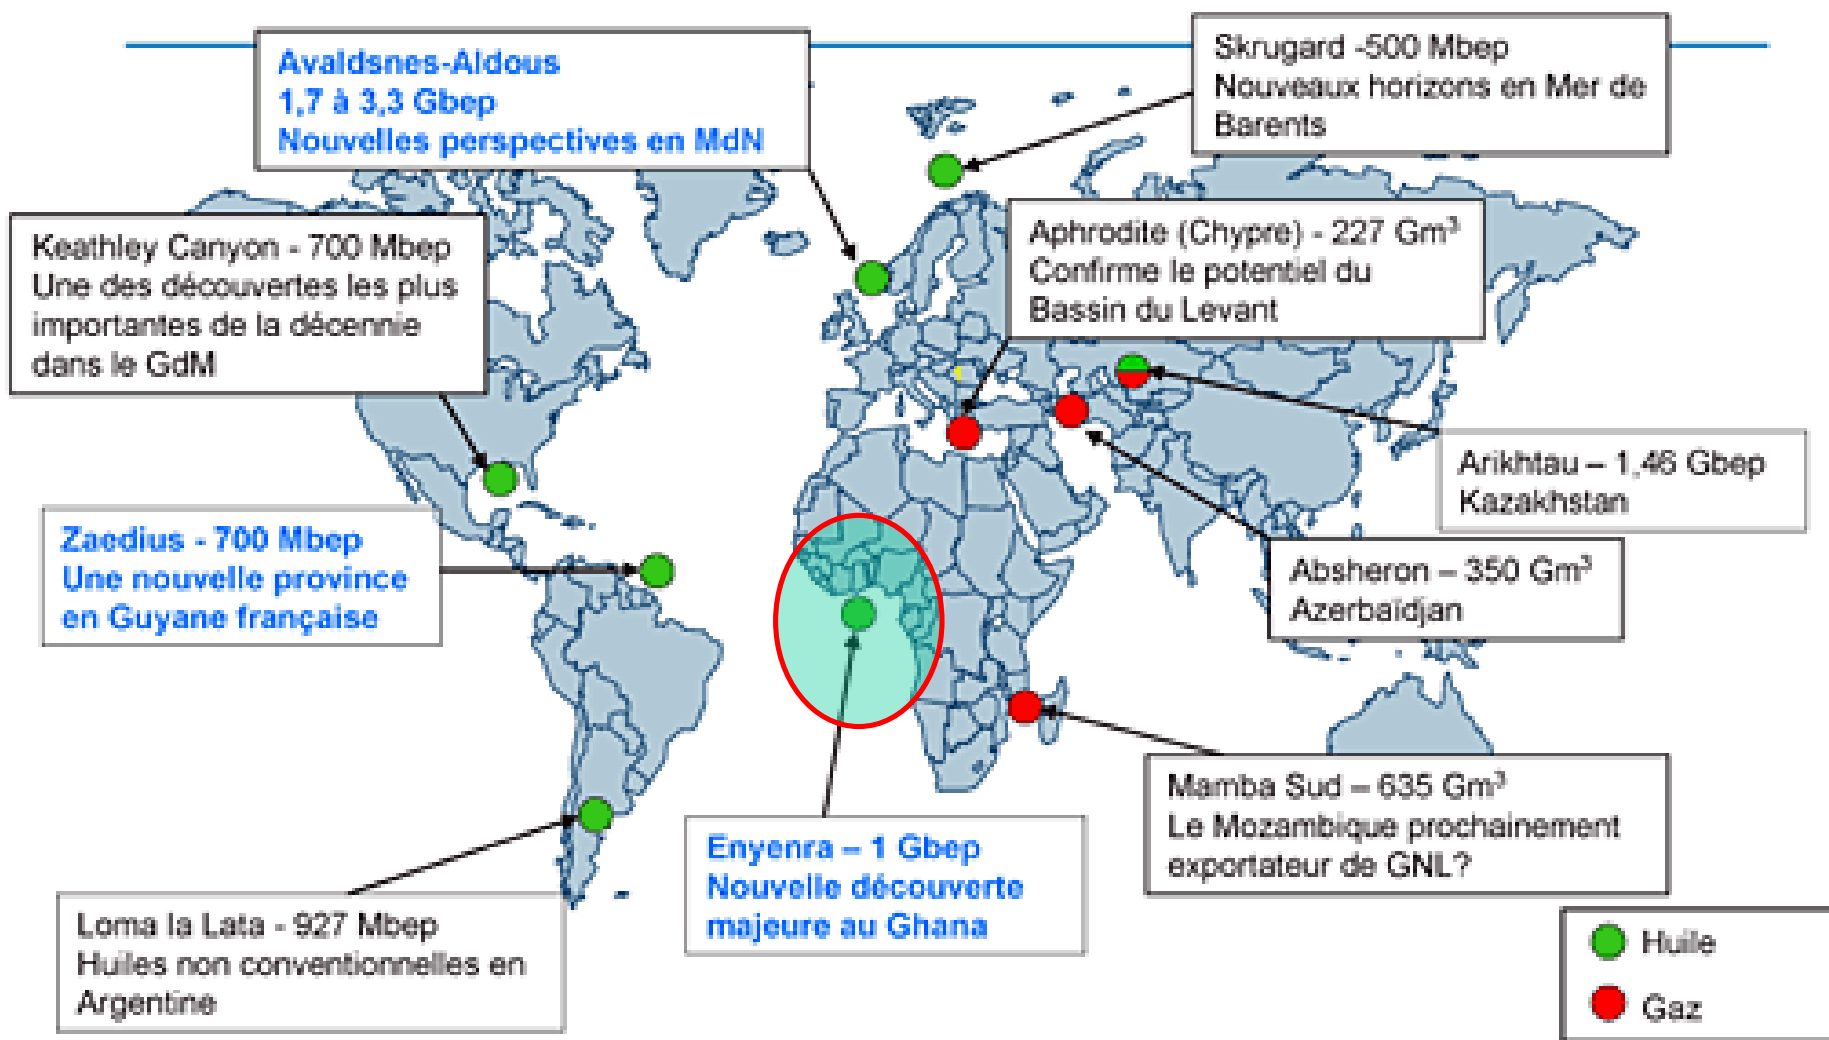 Avaldsnes-Aldous
1,7 à 3,3 Gbep
Nouvelles perspectives en MdN
Skrugard -500 Mbep
Nouveaux horizons en Mer de
Barents
Keathley Canyon - 700 Mbep
Une des découvertes les plus
importantes de la décennie
dans le GdM
Aphrodite (Chypre) - 227 Gm³
Confirme le potentiel du
Bassin du Levant
1
Arikhtau – 1,46 Gbep
Kazakhstan
Zaedius - 700 Mbep
Une nouvelle province
en Guyane française
Absheron – 350 Gm³
Azerbaïdjan
Mamba Sud – 635 Gm³
Le Mozambique prochainement
exportateur de GNL?
Enyenra – 1 Gbep
Nouvelle découverte
majeure au Ghana
Loma la Lata - 927 Mbep
Huiles non conventionnelles en
Argentine
Huile
Gaz